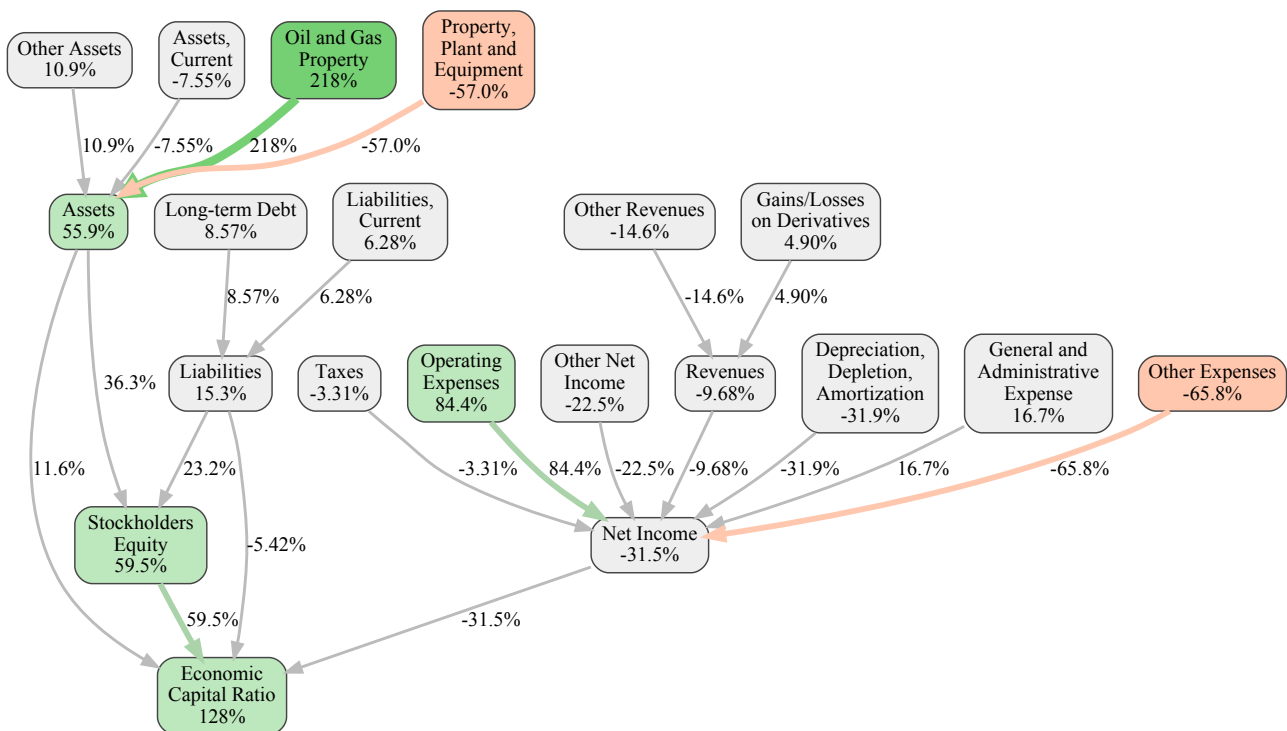 Other Assets
10.9%
Assets,
Current
-7.55%
Oil and Gas
Property
218%
Property,
Plant and
Equipment
-57.0%
10.9%
-7.55%
218%
-57.0%
Assets
55.9%
Long-term Debt
8.57%
Liabilities,
Current
6.28%
Other Revenues
-14.6%
Gains/Losses
on Derivatives
4.90%
8.57%
6.28%
-14.6%
4.90%
36.3%
Liabilities
15.3%
Taxes
-3.31%
Operating
Expenses
84.4%
Other Net
Income
-22.5%
Revenues
-9.68%
Depreciation,
Depletion,
Amortization
-31.9%
General and
Administrative
Expense
16.7%
Other Expenses
-65.8%
11.6%
23.2%
-3.31%
84.4%
-22.5%
-9.68%
-31.9%
16.7%
-65.8%
Stockholders
Equity
59.5%
-5.42%
Net Income
-31.5%
59.5%
-31.5%
Economic
Capital Ratio
128%